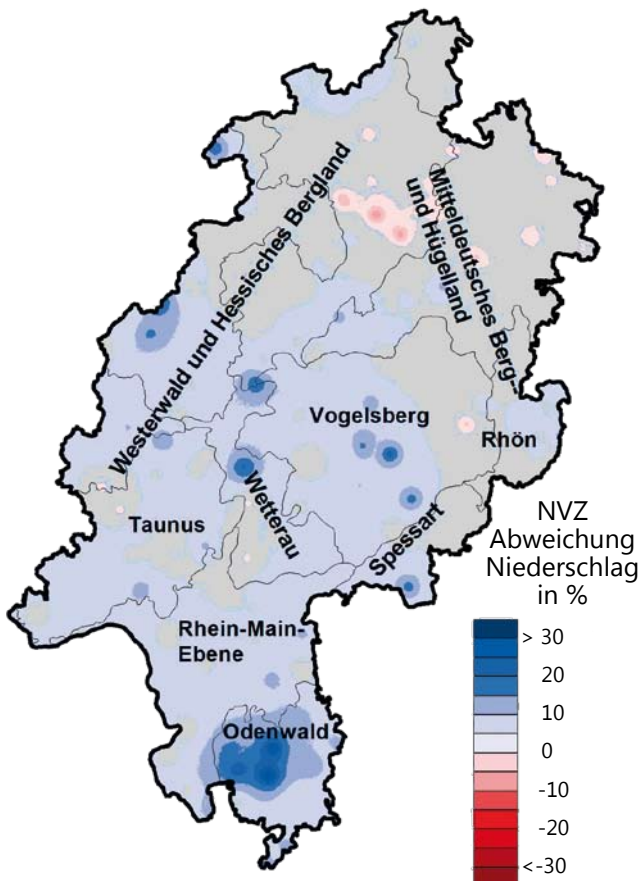 Westerwald und Hessisches Bergland
Mitteldeutsches Berg-
und Hügelland
Vogelsberg
Rhön
Wetterau
Taunus
Spessart
Rhein-Main-
Ebene
Odenwald
NVZ
Abweichung
Niederschlag
in %
> 30
20
10
0
-10
-20
<-30